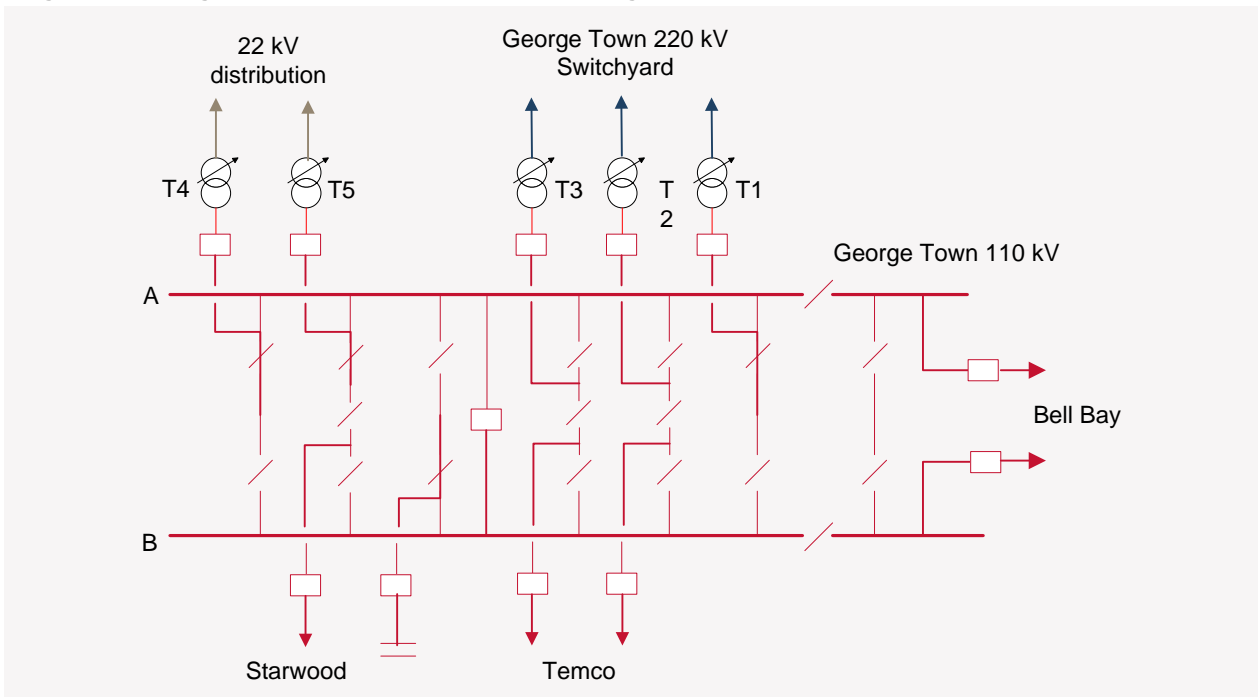 22 kV
distribution
George Town 220 kV
Switchyard
T4
T5
T3
T
2
T1
George Town 110 kV
A
Bell Bay
B
Starwood
Temco